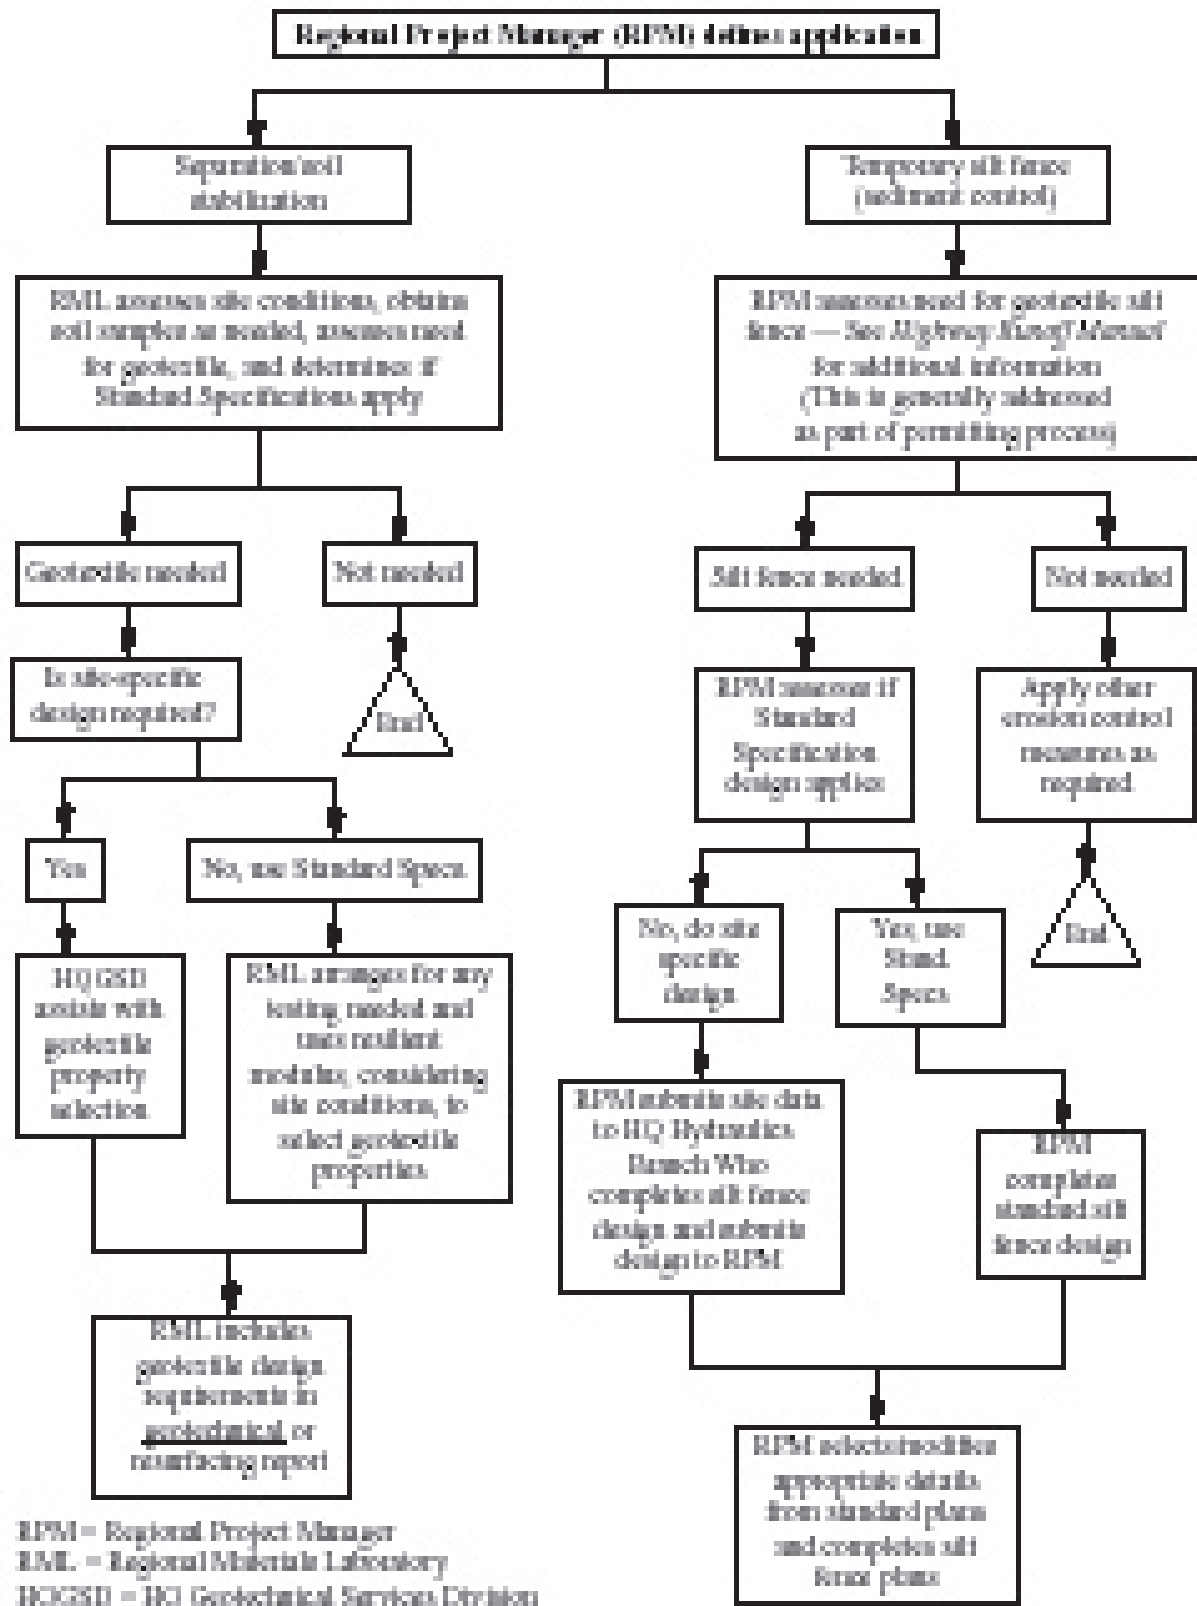 Regional Project Manager (RPM) defines application
Separation/soil
stabilization
RML assesses site conditions, obtains
soil samples as needed, assesses need
for geotextile, and determines if
Standard Specifications apply
Geotextile needed
Not needed
Is site-specific
design required?
End
Yes
No, use Standard Specs.
HQ GSD
assists with
geotextile
property
selection
RML arranges for any
testing needed and
uses resilient
modulus, considering
site conditions, to
select geotextile
properties
RML includes
geotextile design
requirements in
geotechnical or
resurfacing report
Temporary silt fence
(sediment control)
RPM assesses need for geotextile silt
fence — See Highway Runoff Manual
for additional information
(This is generally addressed
as part of permitting process)
Silt fence needed
Not needed
RPM assesses if
Standard
Specification
design applies
Apply other
erosion control
measures as
required
End
No, do site
specific
design
Yes, use
Stand.
Specs.
RPM submits site data
to HQ Hydraulics
Branch Who
completes silt fence
design and submits
design to RPM
RPM
completes
standard silt
fence design
RPM selects/modifies
appropriate details
from standard plans
and completes silt
fence plans
RPM = Regional Project Manager
RML = Regional Materials Laboratory
HQGSD = HQ Geotechnical Services Division